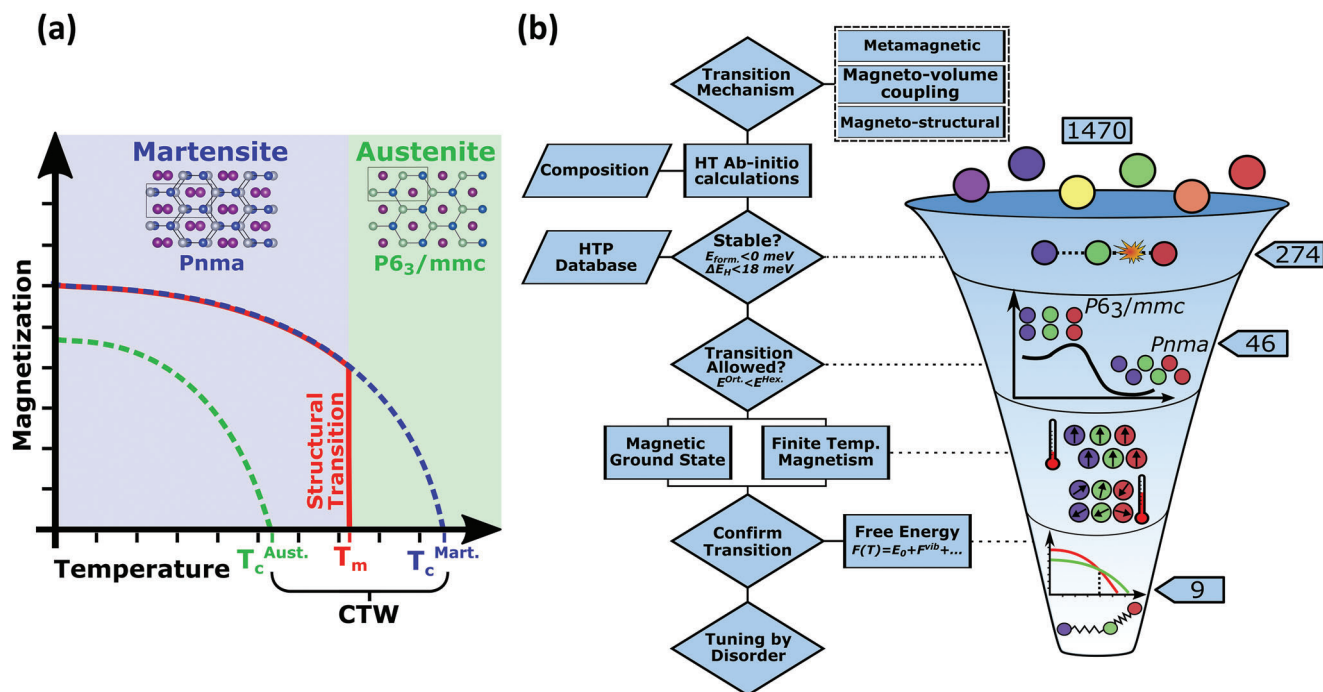 (a)
Martensite
Pnma
Austenite
P6₃/mmc
Magnetization
Structural
Transition
Temperature
T_c^Aust.
T_m
T_c^Mart.
CTW
(b)
Transition
Mechanism
Metamagnetic
Magneto-volume
coupling
Magneto-structural
Composition
HT Ab-initio
calculations
HTP
Database
Stable?
E_form.<0 meV
ΔE_H<18 meV
Transition
Allowed?
E^Ort.<E^Hex.
Magnetic
Ground State
Finite Temp.
Magnetism
Confirm
Transition
Free Energy
F(T)=E₀+F^vib+...
Tuning by
Disorder
1470
274
P6₃/mmc
Pnma
46
9